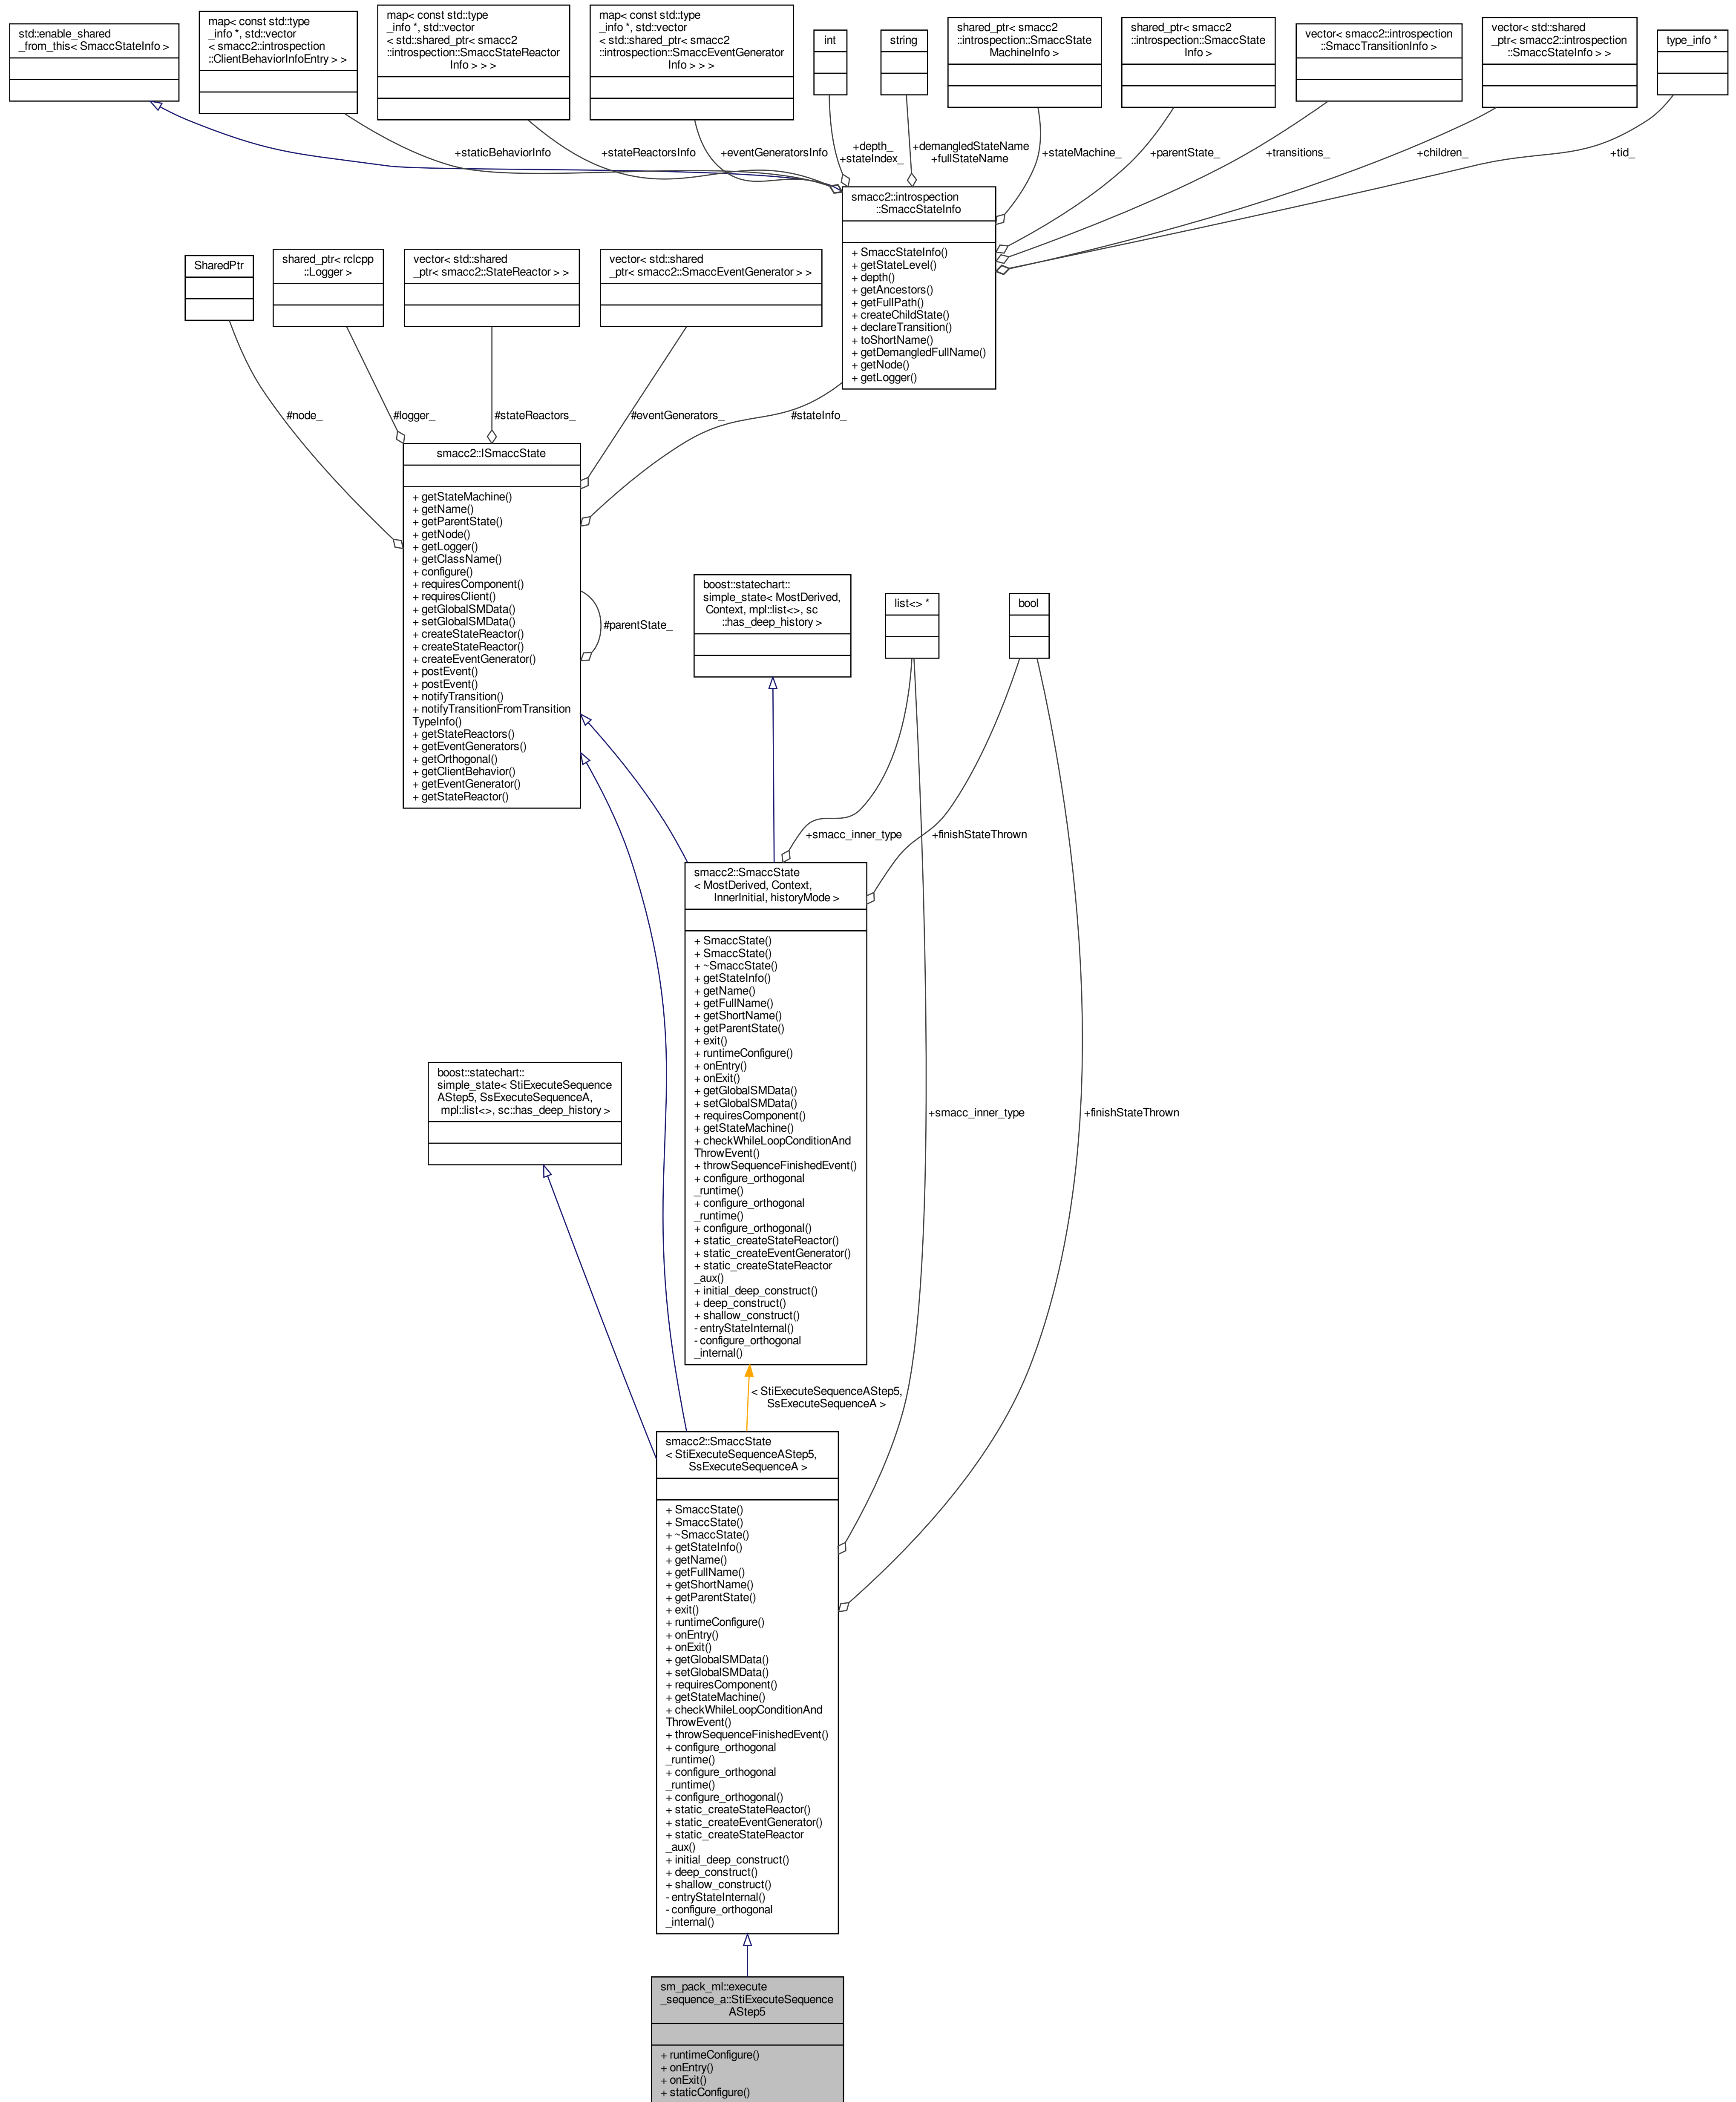 std::enable_shared
_from_this< SmaccStateInfo >
map< const std::type
_info *, std::vector
< smacc2::introspection
::ClientBehaviorInfoEntry > >
map< const std::type
_info *, std::vector
< std::shared_ptr< smacc2
::introspection::SmaccStateReactor
Info > > >
map< const std::type
_info *, std::vector
< std::shared_ptr< smacc2
::introspection::SmaccEventGenerator
Info > > >
int
string
shared_ptr< smacc2
::introspection::SmaccState
MachineInfo >
shared_ptr< smacc2
::introspection::SmaccState
Info >
vector< smacc2::introspection
::SmaccTransitionInfo >
vector< std::shared
_ptr< smacc2::introspection
::SmaccStateInfo > >
type_info *
+staticBehaviorInfo
+stateReactorsInfo
+eventGeneratorsInfo
+depth_
+stateIndex_
+demangledStateName
+fullStateName
+stateMachine_
+parentState_
+transitions_
+children_
+tid_
smacc2::introspection
::SmaccStateInfo
+ SmaccStateInfo()
+ getStateLevel()
+ depth()
+ getAncestors()
+ getFullPath()
+ createChildState()
+ declareTransition()
+ toShortName()
+ getDemangledFullName()
+ getNode()
+ getLogger()
SharedPtr
shared_ptr< rclcpp
::Logger >
vector< std::shared
_ptr< smacc2::StateReactor > >
vector< std::shared
_ptr< smacc2::SmaccEventGenerator > >
#node_
#logger_
#stateReactors_
#eventGenerators_
#stateInfo_
smacc2::ISmaccState
+ getStateMachine()
+ getName()
+ getParentState()
+ getNode()
+ getLogger()
+ getClassName()
+ configure()
+ requiresComponent()
+ requiresClient()
+ getGlobalSMData()
+ setGlobalSMData()
+ createStateReactor()
+ createStateReactor()
+ createEventGenerator()
+ postEvent()
+ postEvent()
+ notifyTransition()
+ notifyTransitionFromTransition
TypeInfo()
+ getStateReactors()
+ getEventGenerators()
+ getOrthogonal()
+ getClientBehavior()
+ getEventGenerator()
+ getStateReactor()
#parentState_
boost::statechart::
simple_state< MostDerived,
Context, mpl::list<>, sc
::has_deep_history >
list<> *
bool
+smacc_inner_type
+finishStateThrown
smacc2::SmaccState
< MostDerived, Context,
InnerInitial, historyMode >
+ SmaccState()
+ SmaccState()
+ ~SmaccState()
+ getStateInfo()
+ getName()
+ getFullName()
+ getShortName()
+ getParentState()
+ exit()
+ runtimeConfigure()
+ onEntry()
+ onExit()
+ getGlobalSMData()
+ setGlobalSMData()
+ requiresComponent()
+ getStateMachine()
+ checkWhileLoopConditionAnd
ThrowEvent()
+ throwSequenceFinishedEvent()
+ configure_orthogonal
_runtime()
+ configure_orthogonal
_runtime()
+ configure_orthogonal()
+ static_createStateReactor()
+ static_createEventGenerator()
+ static_createStateReactor
_aux()
+ initial_deep_construct()
+ deep_construct()
+ shallow_construct()
- entryStateInternal()
- configure_orthogonal
_internal()
boost::statechart::
simple_state< StiExecuteSequence
AStep5, SsExecuteSequenceA,
mpl::list<>, sc::has_deep_history >
+smacc_inner_type
+finishStateThrown
< StiExecuteSequenceAStep5,
SsExecuteSequenceA >
smacc2::SmaccState
< StiExecuteSequenceAStep5,
SsExecuteSequenceA >
+ SmaccState()
+ SmaccState()
+ ~SmaccState()
+ getStateInfo()
+ getName()
+ getFullName()
+ getShortName()
+ getParentState()
+ exit()
+ runtimeConfigure()
+ onEntry()
+ onExit()
+ getGlobalSMData()
+ setGlobalSMData()
+ requiresComponent()
+ getStateMachine()
+ checkWhileLoopConditionAnd
ThrowEvent()
+ throwSequenceFinishedEvent()
+ configure_orthogonal
_runtime()
+ configure_orthogonal
_runtime()
+ configure_orthogonal()
+ static_createStateReactor()
+ static_createEventGenerator()
+ static_createStateReactor
_aux()
+ initial_deep_construct()
+ deep_construct()
+ shallow_construct()
- entryStateInternal()
- configure_orthogonal
_internal()
sm_pack_ml::execute
_sequence_a::StiExecuteSequence
AStep5
+ runtimeConfigure()
+ onEntry()
+ onExit()
+ staticConfigure()